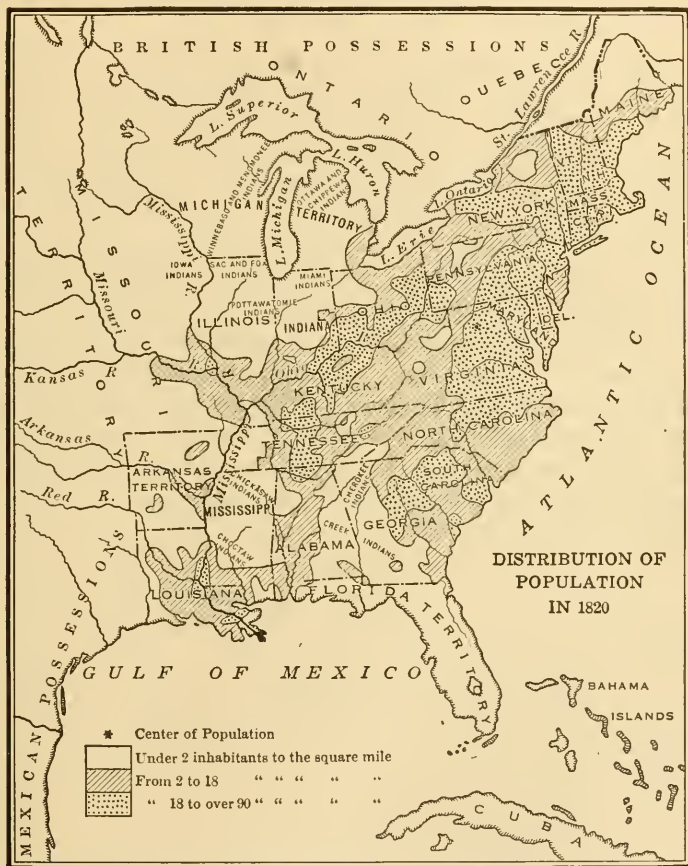 BRITISH POSSESSIONS
ONTARIO
QUEBEC
St. Lawrence R.
MAINE
L. Superior
L. Huron
L. Michigan
L. Ontario
L. Erie
WINNEBAGO AND MENOMONEE INDIANS
OTTAWA AND CHIPPEWA INDIANS
MICHIGAN TERRITORY
VT.
N.H.
MASS.
CT.
R.I.
NEW YORK
Mississippi R.
IOWA INDIANS
SAC AND FOX INDIANS
MIAMI INDIANS
POTTAWATOMIE INDIANS
ILLINOIS
INDIANA
OHIO
PENNSYLVANIA
N.J.
MARYLAND
DEL.
MISSOURI TERRITORY
Missouri R.
Kansas R.
Ohio R.
KENTUCKY
VIRGINIA
Arkansas R.
ARKANSAS TERRITORY
Mississippi
TENNESSEE
NORTH CAROLINA
Red R.
CHICKASAW INDIANS
CHEROKEE INDIANS
SOUTH CAROLINA
MISSISSIPPI
CHOCTAW INDIANS
ALABAMA
CREEK INDIANS
GEORGIA
LOUISIANA
FLORIDA TERRITORY
ATLANTIC OCEAN
DISTRIBUTION OF
POPULATION
IN 1820
GULF OF MEXICO
MEXICAN POSSESSIONS
BAHAMA
ISLANDS
CUBA
* Center of Population
Under 2 inhabitants to the square mile
From 2 to 18 " " " " "
" 18 to over 90 " " " " "